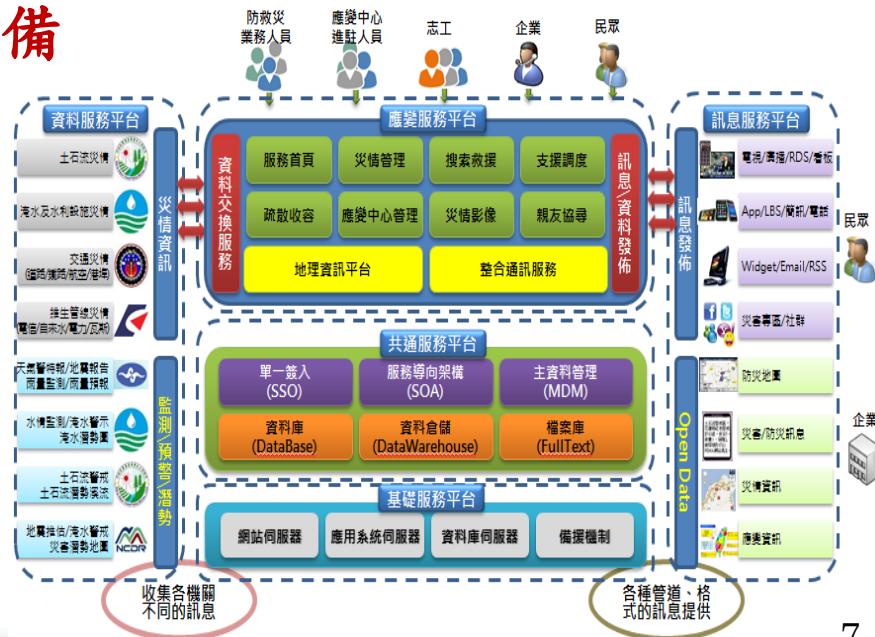 備
防救災
業務人員
應變中心
進駐人員
志工
企業
民眾
資料服務平台
土石流災情
淹水及水利設施災情
交通災情
(鐵路/公路/航空/港埠)
維生管線災情
(電信/自來水/電力/瓦斯)
天氣警特報/地震報告
雨量監測/雨量預報
水情監測/淹水警示
淹水潛勢圖
土石流警戒
土石流潛勢溪流
地震推估/淹水警戒
災害潛勢地圖
NCDR
災情資訊
監測/預警/潛勢
收集各機關
不同的訊息
應變服務平台
資料交換服務
服務首頁
災情管理
搜索救援
支援調度
疏散收容
應變中心管理
災情影像
親友協尋
地理資訊平台
整合通訊服務
訊息/資料發佈
共通服務平台
單一簽入
(SSO)
服務導向架構
(SOA)
主資料管理
(MDM)
資料庫
(DataBase)
資料倉儲
(DataWarehouse)
檔案庫
(FullText)
基礎服務平台
網站伺服器
應用系統伺服器
資料庫伺服器
備援機制
訊息服務平台
訊息發佈
電視/廣播/RDS/看板
App/LBS/簡訊/電話
Widget/Email/RSS
災害專區/社群
Open Data
防災地圖
災害/防災訊息
災情資訊
應變資訊
民眾
企業
各種管道、格
式的訊息提供
7